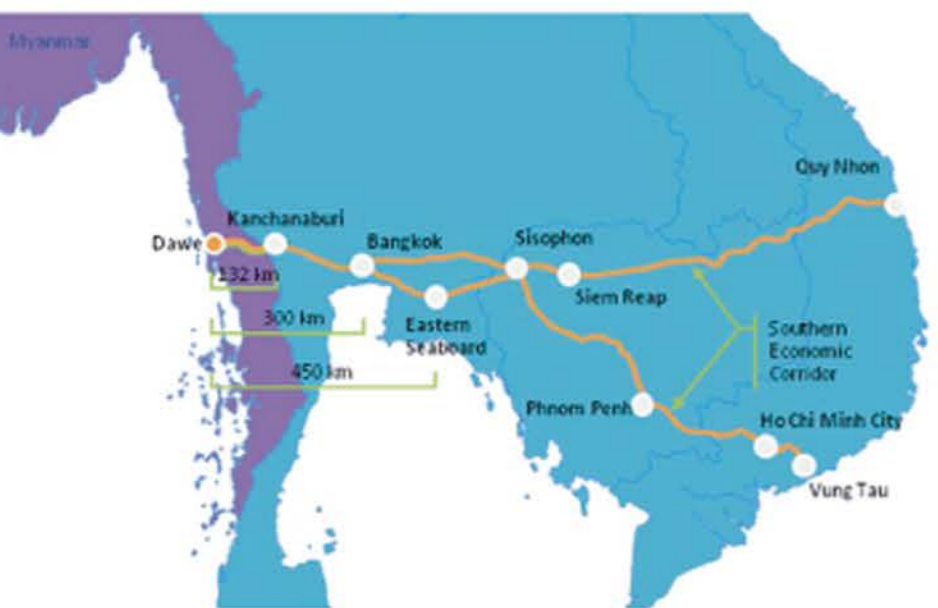 Myanmar
Quy Nhon
Kanchanaburi
Dawe
Bangkok
Sisophon
132 km
Siem Reap
300 km
Eastern
Seaboard
Southern
Economic
Corridor
450 km
Phnom Penh
Ho Chi Minh City
Vung Tau